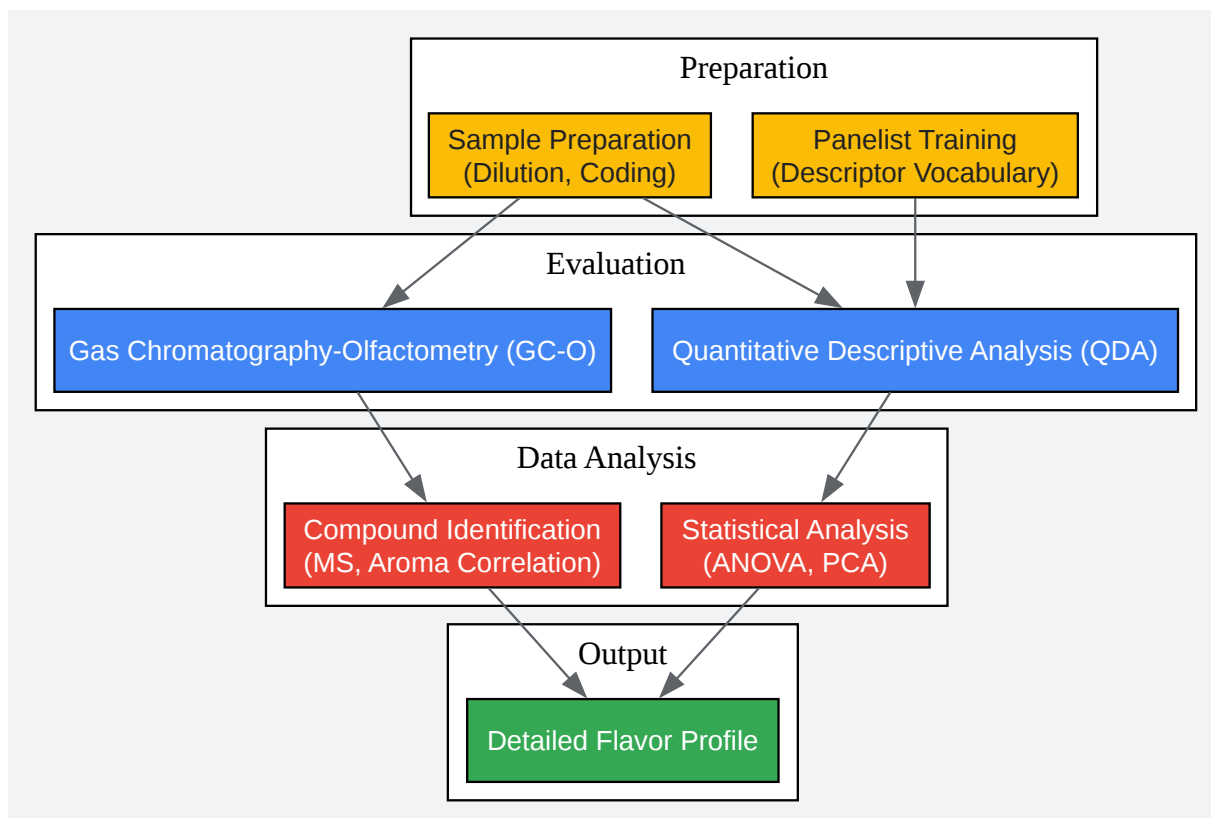 Preparation
Sample Preparation
(Dilution, Coding)
Panelist Training
(Descriptor Vocabulary)
Evaluation
Gas Chromatography-Olfactometry (GC-O)
Quantitative Descriptive Analysis (QDA)
Data Analysis
Compound Identification
(MS, Aroma Correlation)
Statistical Analysis
(ANOVA, PCA)
Output
Detailed Flavor Profile